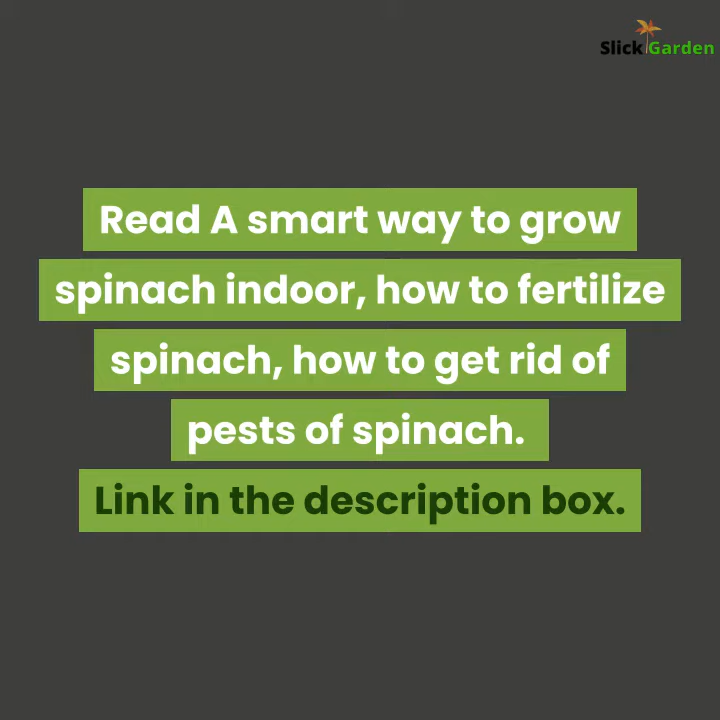 Slick Garden
Read A smart way to grow
spinach indoor, how to fertilize
spinach, how to get rid of
pests of spinach.
Link in the description box.